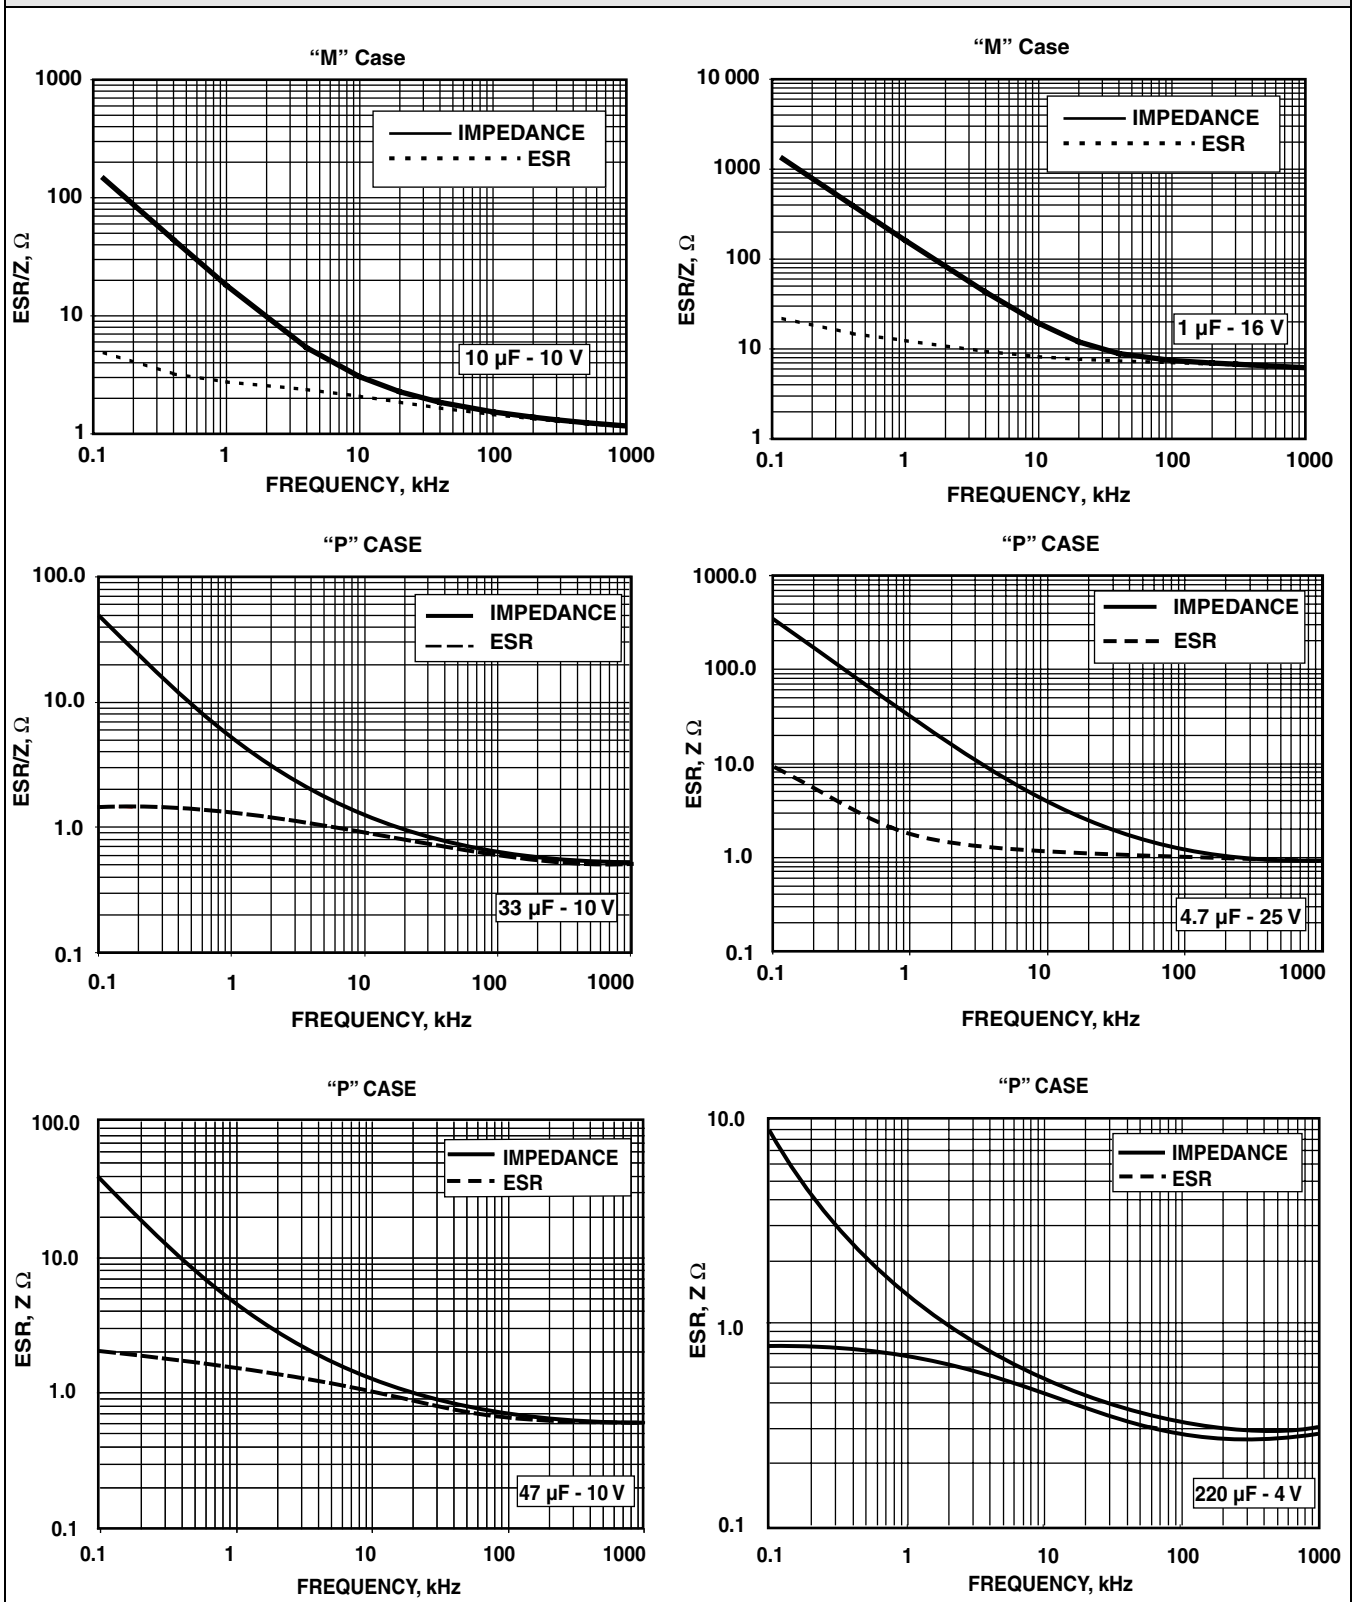 “M” Case
1000
100
10
1
ESR/Z, Ω
IMPEDANCE
ESR
10 µF - 10 V
0.1 1 10 100 1000
FREQUENCY, kHz
“M” Case
10 000
1000
100
10
1
ESR/Z, Ω
IMPEDANCE
ESR
1 µF - 16 V
0.1 1 10 100 1000
FREQUENCY, kHz
“P” CASE
100.0
10.0
1.0
0.1
ESR/Z, Ω
IMPEDANCE
ESR
33 µF - 10 V
0.1 1 10 100 1000
FREQUENCY, kHz
“P” CASE
1000.0
100.0
10.0
1.0
0.1
ESR, Z Ω
IMPEDANCE
ESR
4.7 µF - 25 V
0.1 1 10 100 1000
FREQUENCY, kHz
“P” CASE
100.0
10.0
1.0
0.1
ESR, Z Ω
IMPEDANCE
ESR
47 µF - 10 V
0.1 1 10 100 1000
FREQUENCY, kHz
“P” CASE
10.0
1.0
0.1
ESR, Z Ω
IMPEDANCE
ESR
220 µF - 4 V
0.1 1 10 100 1000
FREQUENCY, kHz